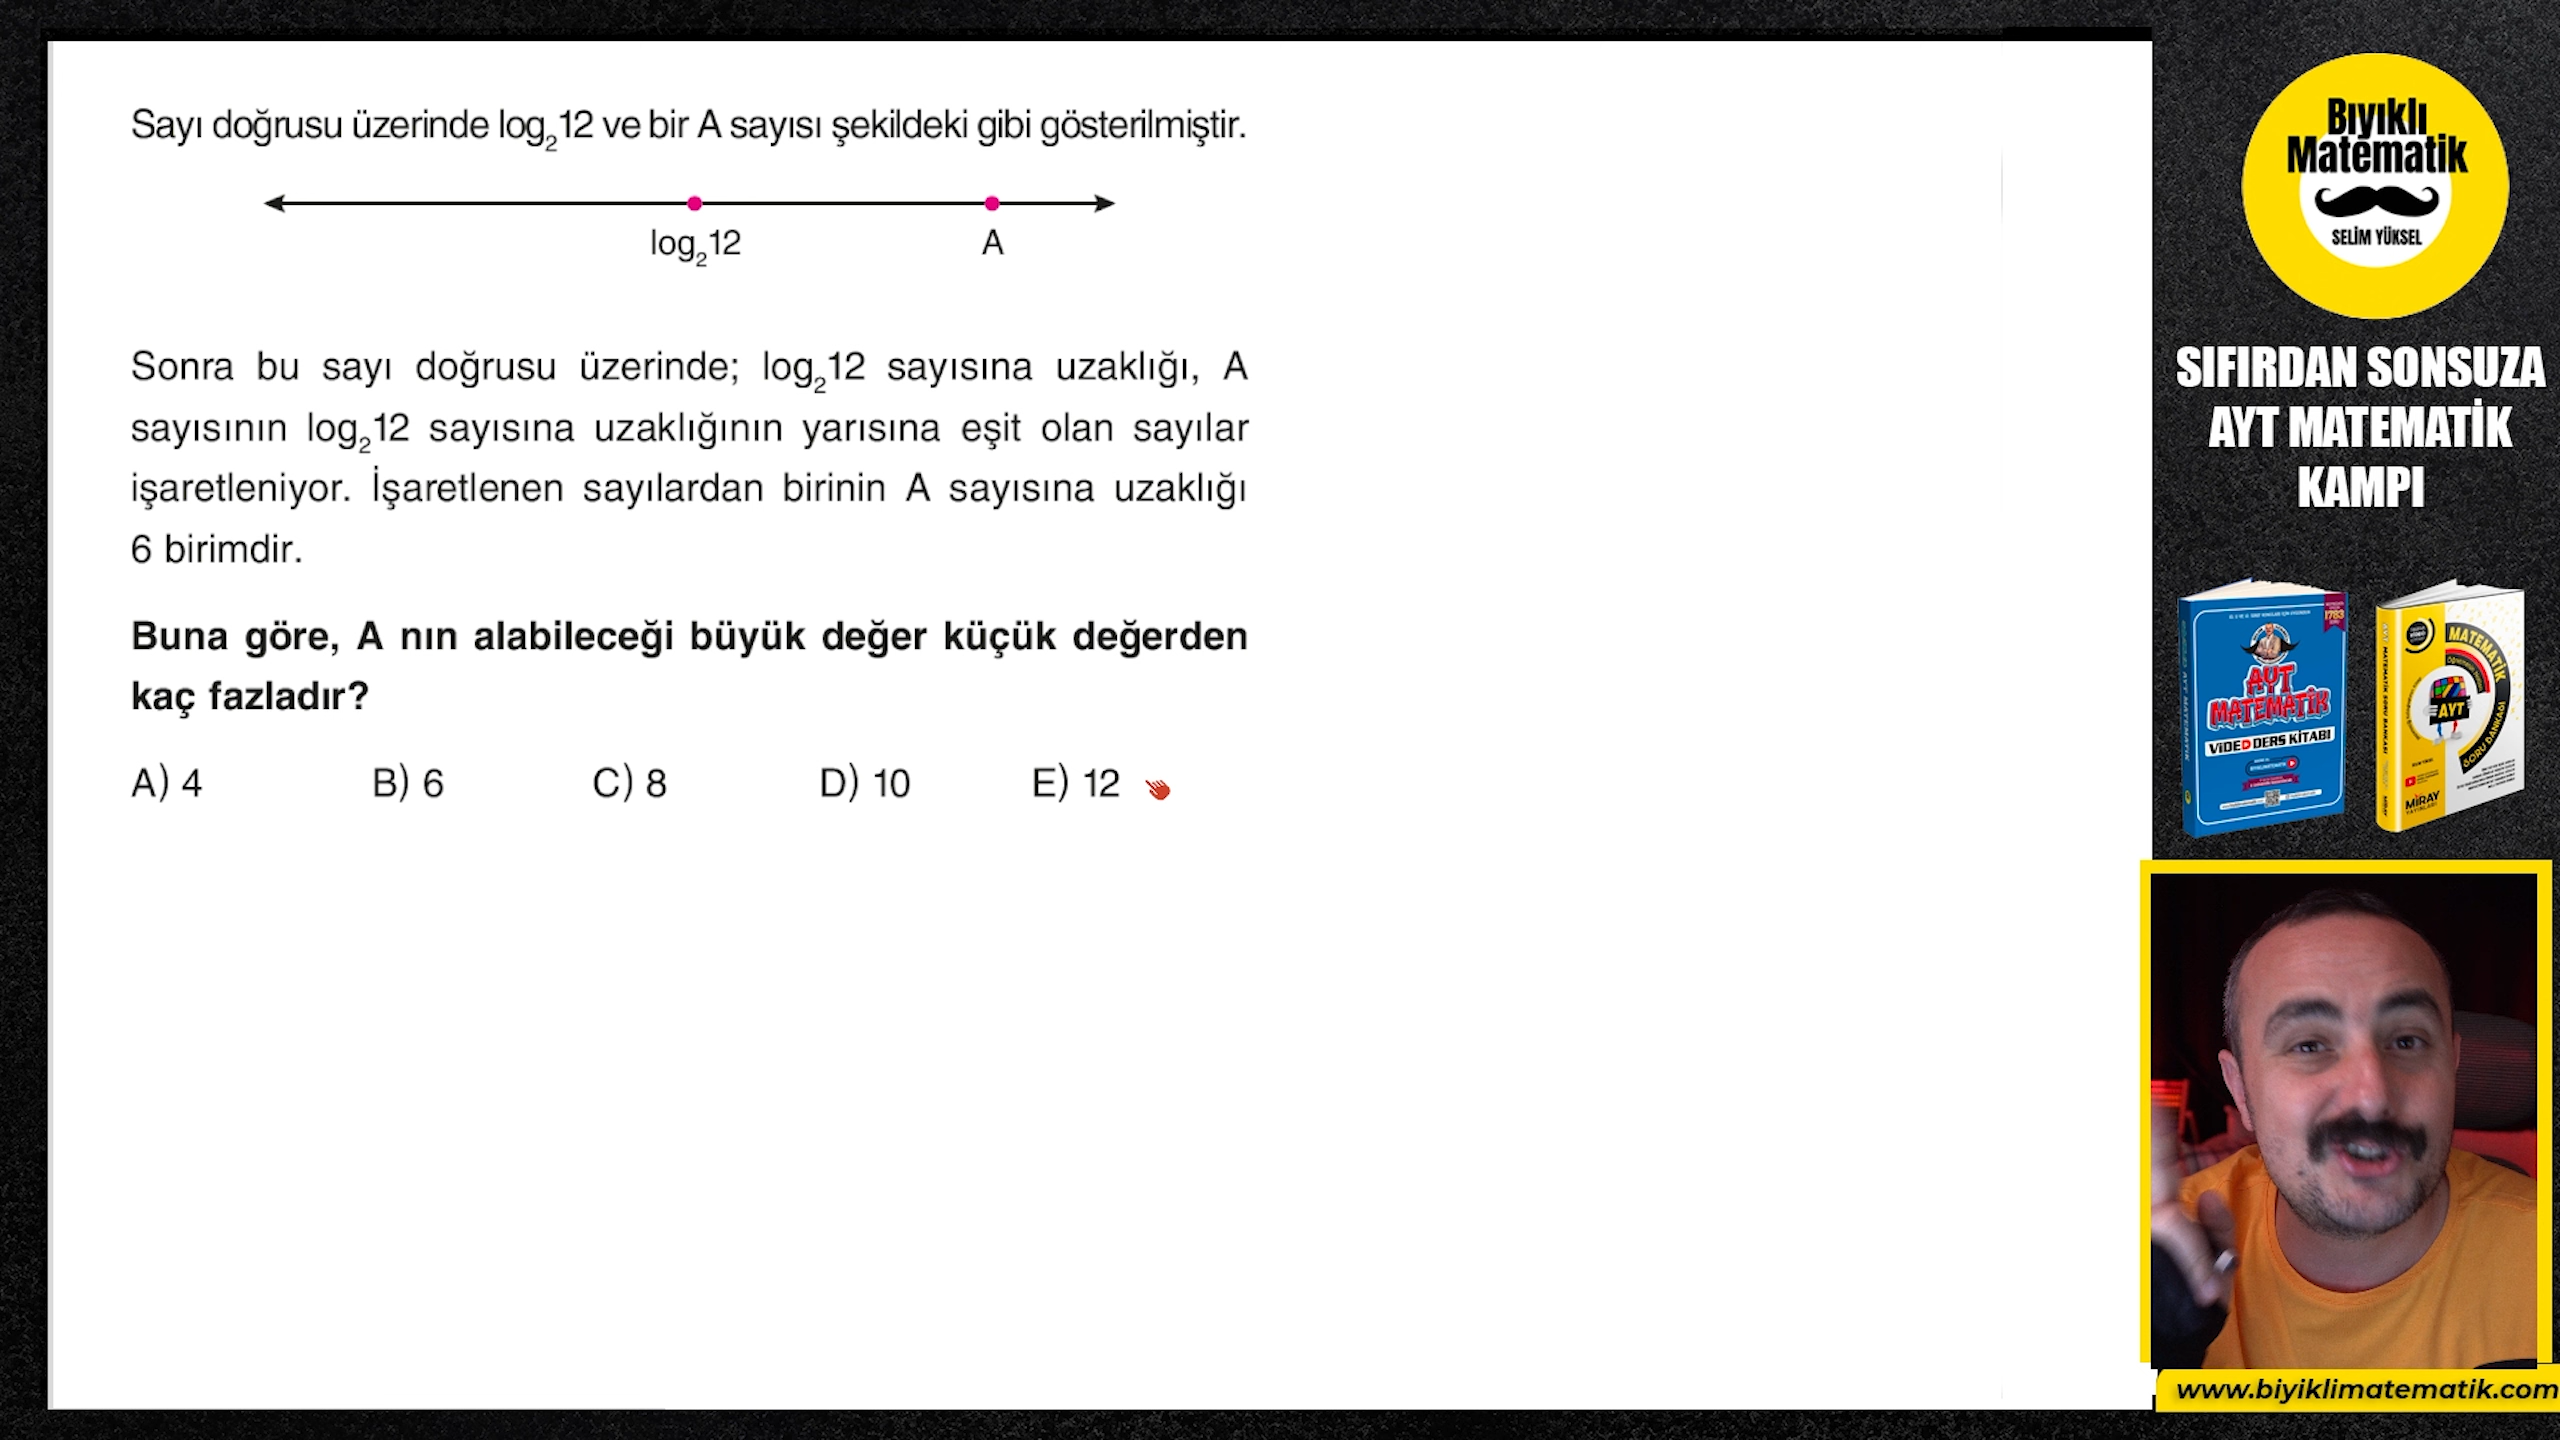 Sayı doğrusu üzerinde log₂12 ve bir A sayısı şekildeki gibi gösterilmiştir.
log₂12 A
Sonra bu sayı doğrusu üzerinde; log₂12 sayısına uzaklığı, A
sayısının log₂12 sayısına uzaklığının yarısına eşit olan sayılar
işaretleniyor. İşaretlenen sayılardan birinin A sayısına uzaklığı
6 birimdir.
Buna göre, A nın alabileceği büyük değer küçük değerden
kaç fazladır?
A) 4 B) 6 C) 8 D) 10 E) 12
Bıyıklı
Matematik
SELİM YÜKSEL
SIFIRDAN SONSUZA
AYT MATEMATİK
KAMPI
AYT
MATEMATİK
VİDEO DERS KİTABI
MATEMATİK
AYT
SORU BANKASI
MİRAY
www.biyiklimatematik.com